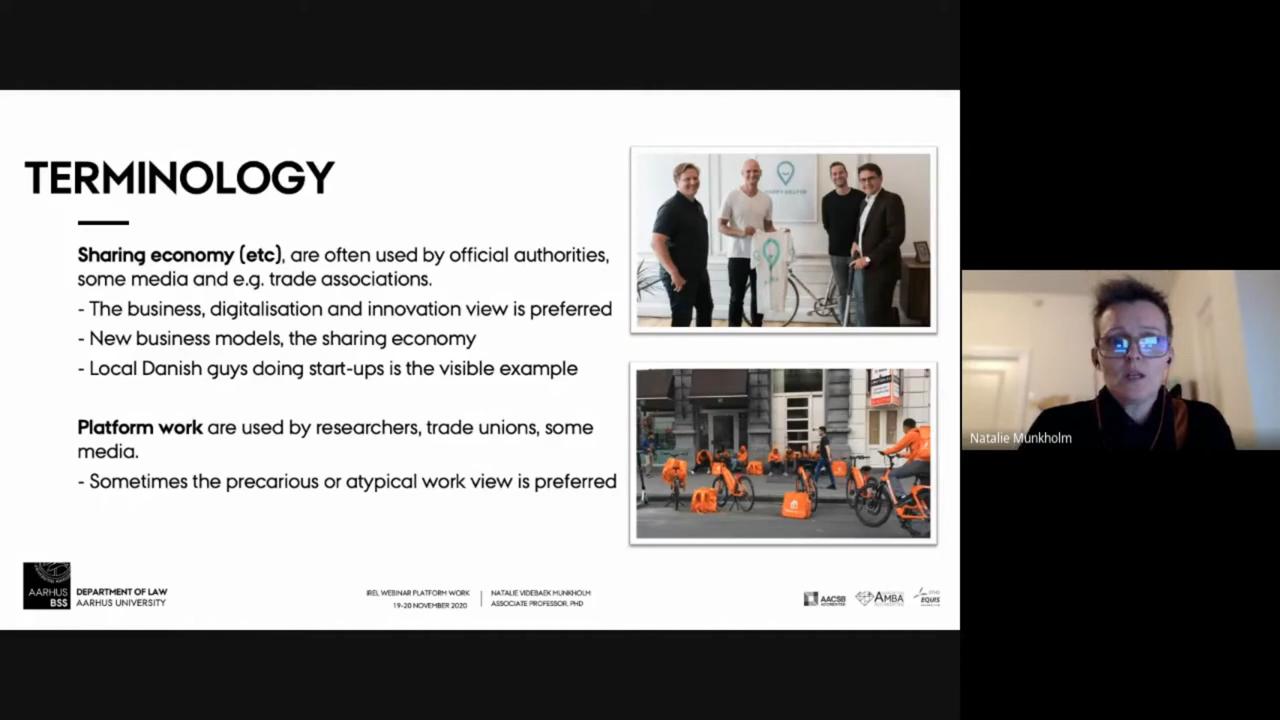 TERMINOLOGY
Sharing economy (etc), are often used by official authorities,
some media and e.g. trade associations.
- The business, digitalisation and innovation view is preferred
- New business models, the sharing economy
- Local Danish guys doing start-ups is the visible example
Platform work are used by researchers, trade unions, some
media.
- Sometimes the precarious or atypical work view is preferred
HAPPY HELPER
Natalie Munkholm
AARHUS
BSS
DEPARTMENT OF LAW
AARHUS UNIVERSITY
IREL WEBINAR PLATFORM WORK
19-20 NOVEMBER 2020
NATALIE VIDEBAEK MUNKHOLM
ASSOCIATE PROFESSOR, PHD
AACSB
ACCREDITED
AMBA
EFMD
EQUIS